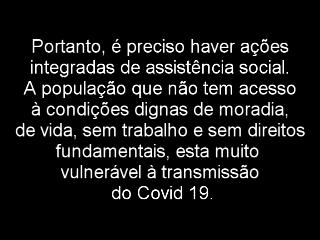 Portanto, é preciso haver ações
integradas de assistência social.
A população que não tem acesso
à condições dignas de moradia,
de vida, sem trabalho e sem direitos
fundamentais, esta muito
vulnerável à transmissão
do Covid 19.